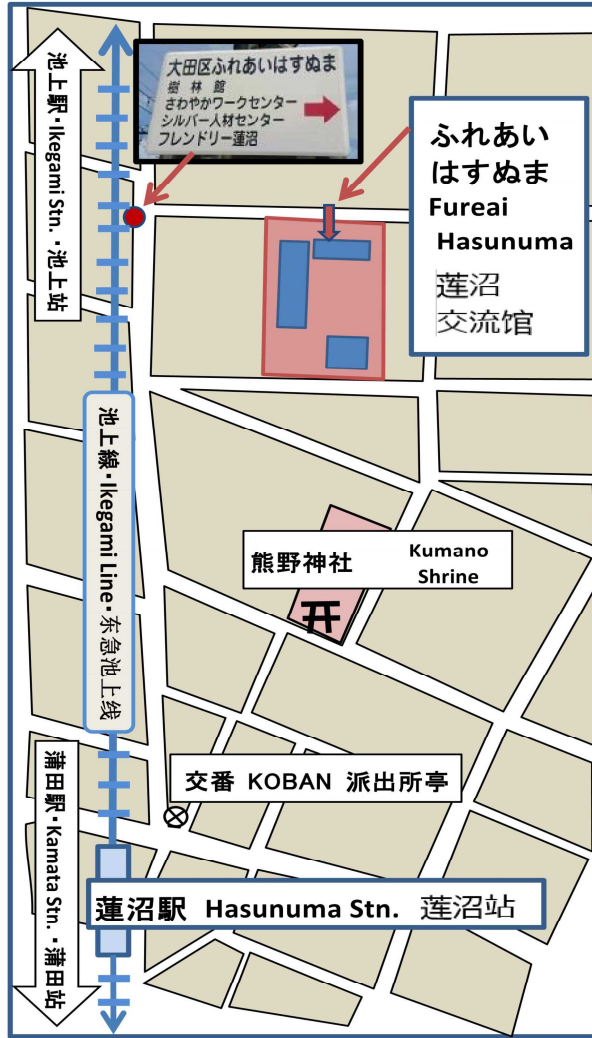 大田区ふれあいはすぬま
樹林館
さわやかワークセンター
シルバー人材センター
フレンドリー蓮沼
池上駅・Ikegami Stn.・池上站
ふれあい
はすぬま
Fureai
Hasunuma
莲沼
交流馆
池上線・Ikegami Line・东急池上线
熊野神社 Kumano
Shrine
交番 KOBAN 派出所亭
蓮沼駅 Hasunuma Stn. 莲沼站
蒲田駅・Kamata Stn.・蒲田站